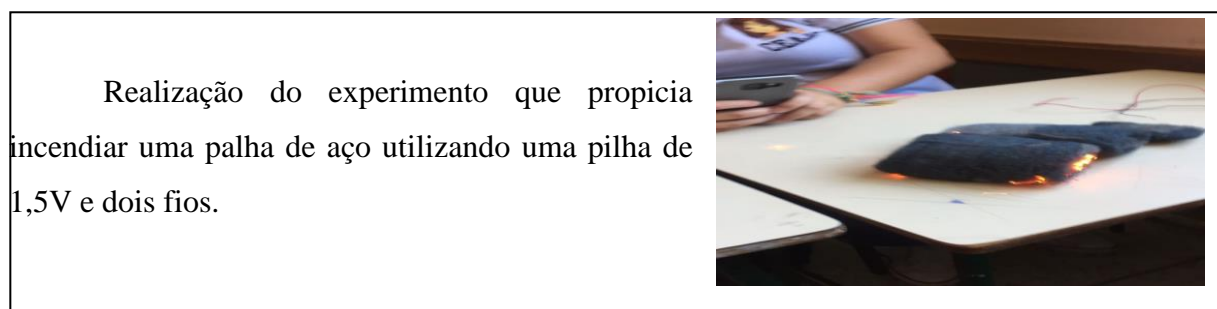 Realização do experimento que propicia
incendiar uma palha de aço utilizando uma pilha de
1,5V e dois fios.